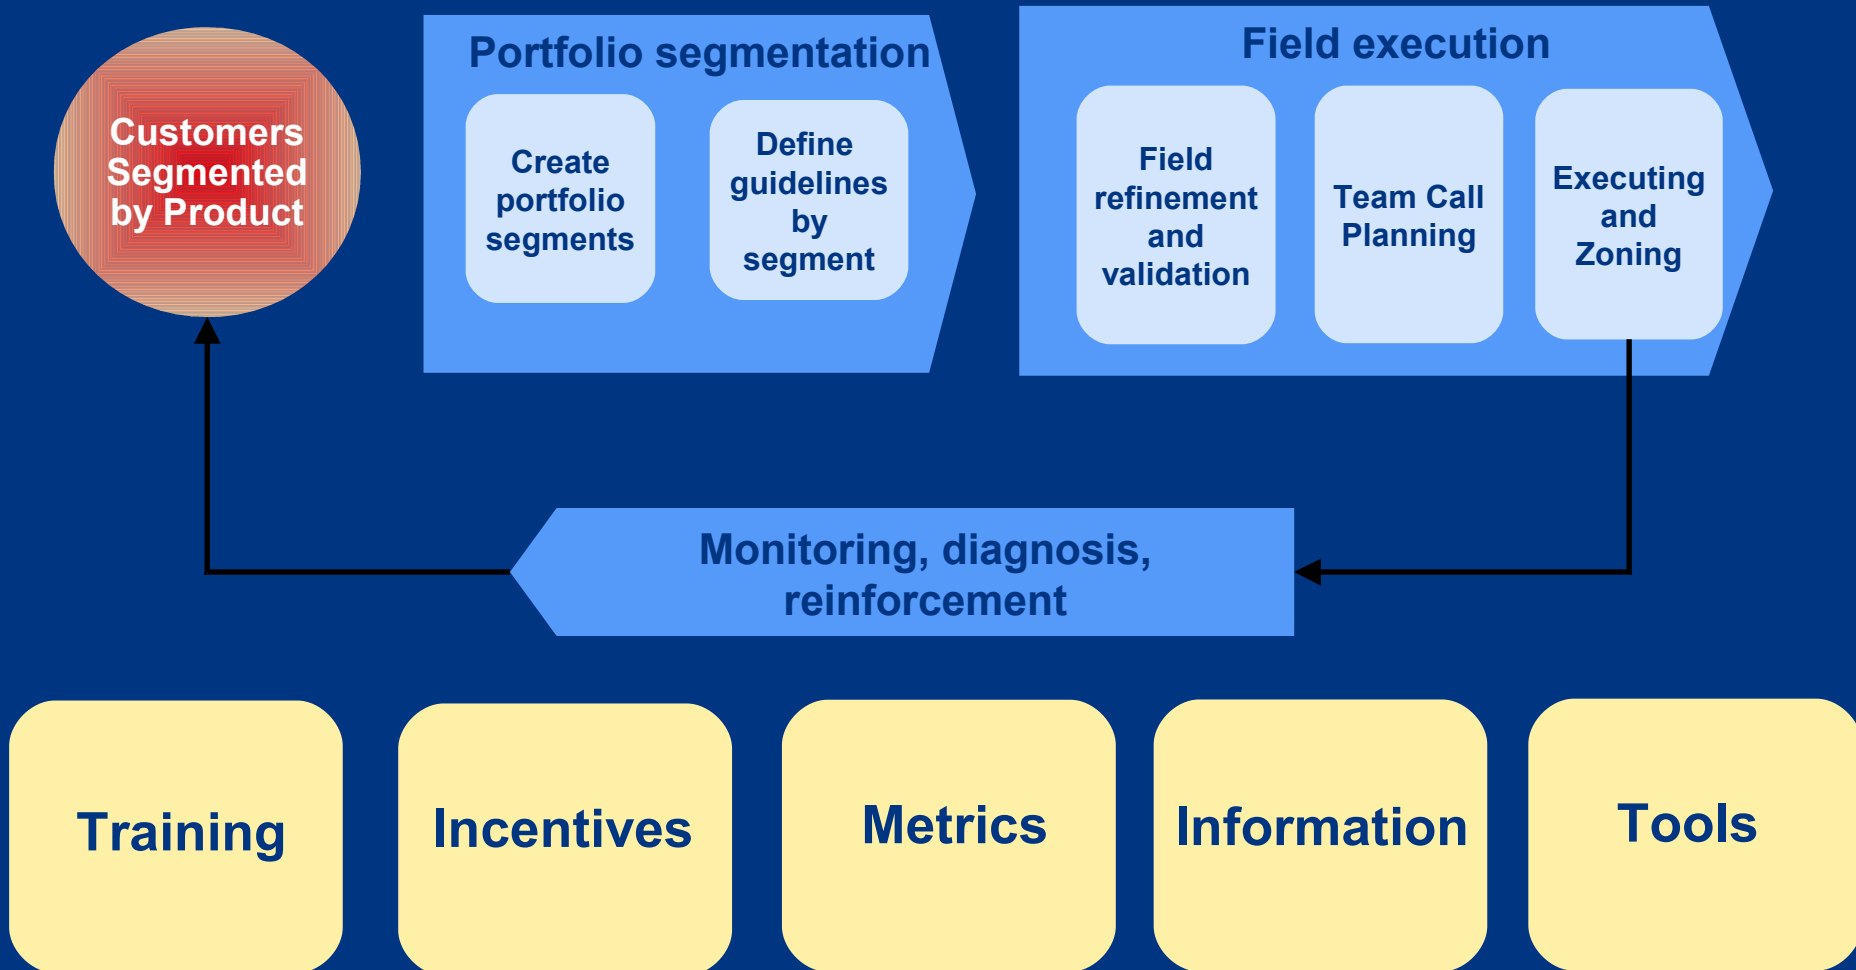 Customers
Segmented
by Product
Portfolio segmentation
Create
portfolio
segments
Define
guidelines
by
segment
Field execution
Field
refinement
and
validation
Team Call
Planning
Executing
and
Zoning
Monitoring, diagnosis,
reinforcement
Training
Incentives
Metrics
Information
Tools